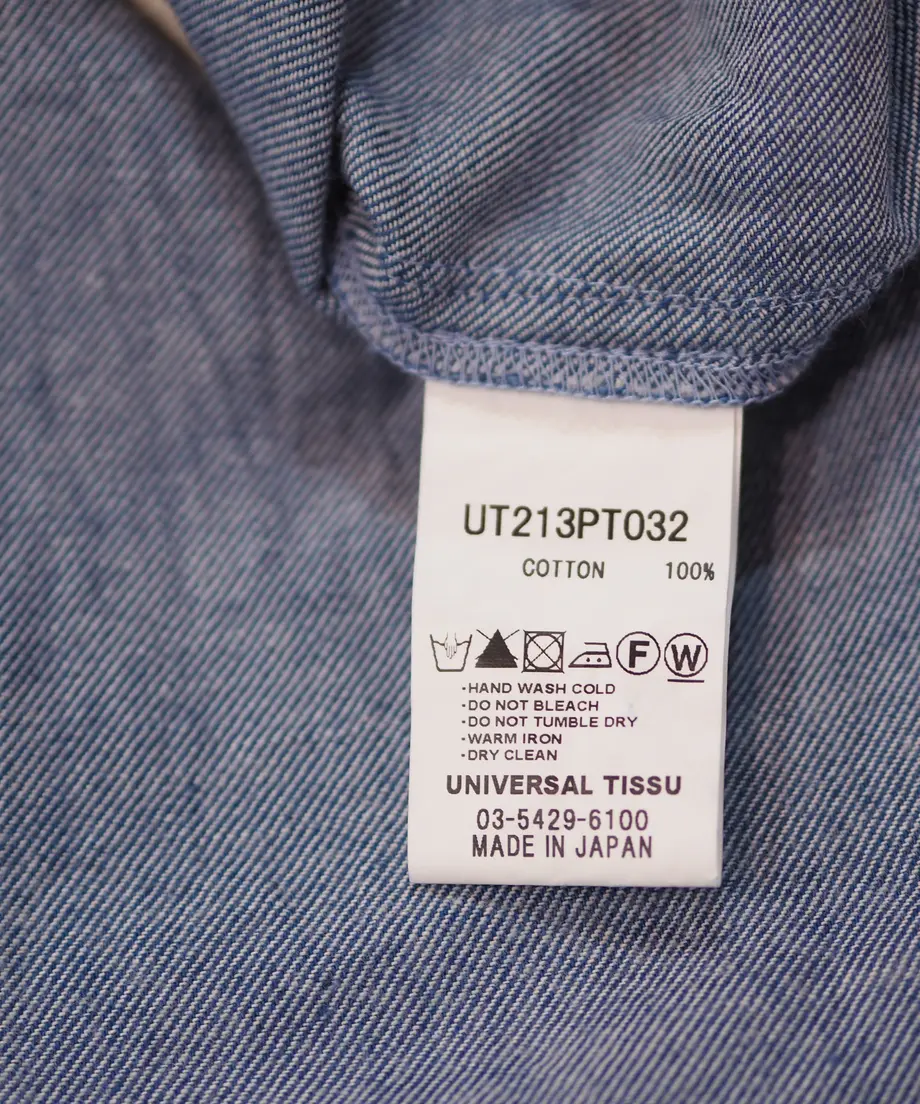 UT213PT032
COTTON 100%
F W
·HAND WASH COLD
·DO NOT BLEACH
·DO NOT TUMBLE DRY
·WARM IRON
·DRY CLEAN
UNIVERSAL TISSU
03-5429-6100
MADE IN JAPAN